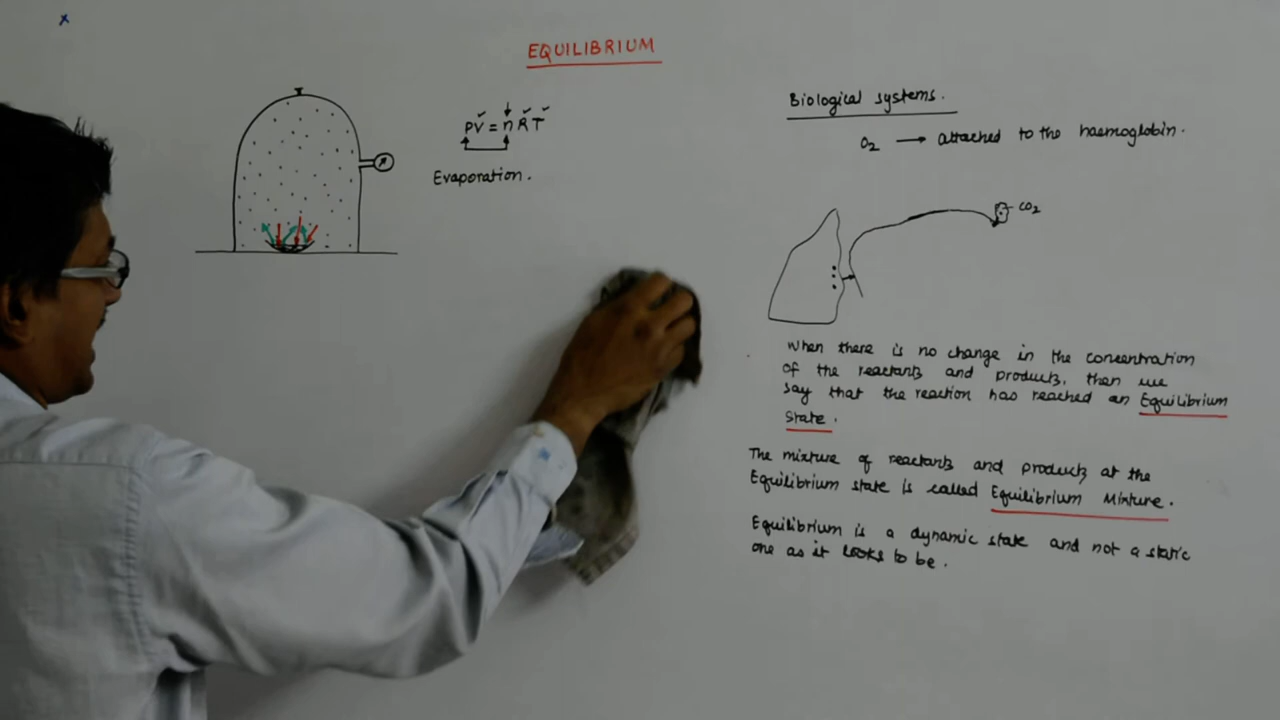 x
EQUILIBRIUM
PV = nRT
Evaporation.
Biological systems.
O2 → attached to the haemoglobin.
CO2
When there is no change in the concentration
of the reactants and products, then we
say that the reaction has reached an Equilibrium
State.
The mixture of reactants and products at the
Equilibrium state is called Equilibrium Mixture.
Equilibrium is a dynamic state and not a static
one as it looks to be.